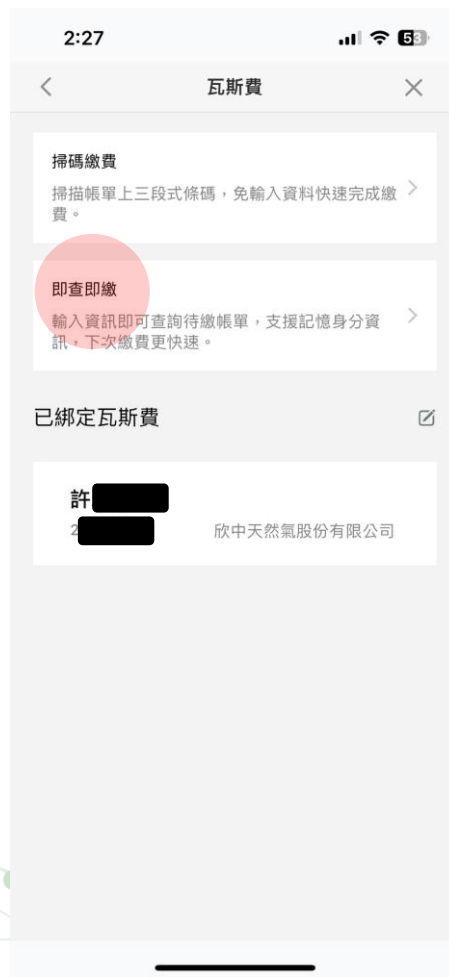 2:27
53
瓦斯費
掃碼繳費
掃描帳單上三段式條碼，免輸入資料快速完成繳
費。
即查即繳
輸入資訊即可查詢待繳帳單，支援記憶身分資
訊，下次繳費更快速。
已綁定瓦斯費
許
2
欣中天然氣股份有限公司